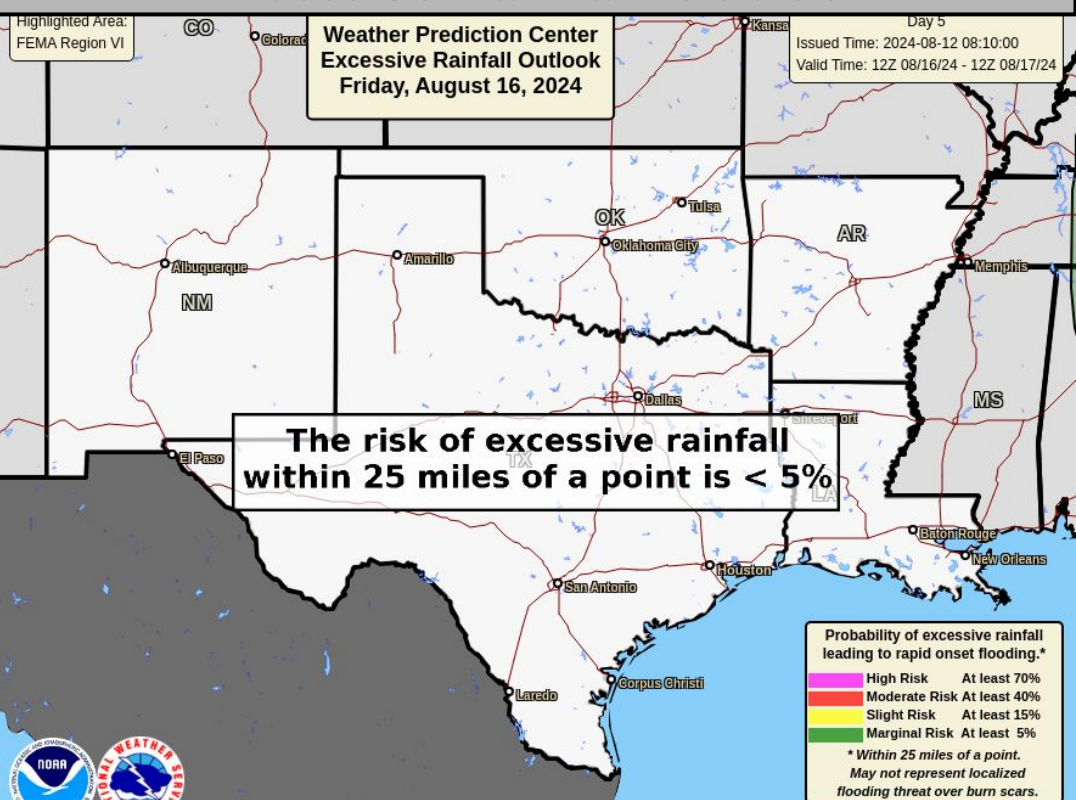 Highlighted Area:
FEMA Region VI
Weather Prediction Center
Excessive Rainfall Outlook
Friday, August 16, 2024
Day 5
Issued Time: 2024-08-12 08:10:00
Valid Time: 12Z 08/16/24 - 12Z 08/17/24
CO
Colorad
Kansa
OK
Tulsa
Oklahoma City
AR
Albuquerque
Amarillo
Memphis
NM
Dallas
MS
Shreveport
The risk of excessive rainfall
within 25 miles of a point is < 5%
TX
LA
El Paso
Baton Rouge
New Orleans
Houston
San Antonio
Corpus Christi
Laredo
Probability of excessive rainfall
leading to rapid onset flooding.*
High Risk At least 70%
Moderate Risk At least 40%
Slight Risk At least 15%
Marginal Risk At least 5%
* Within 25 miles of a point.
May not represent localized
flooding threat over burn scars.
NOAA